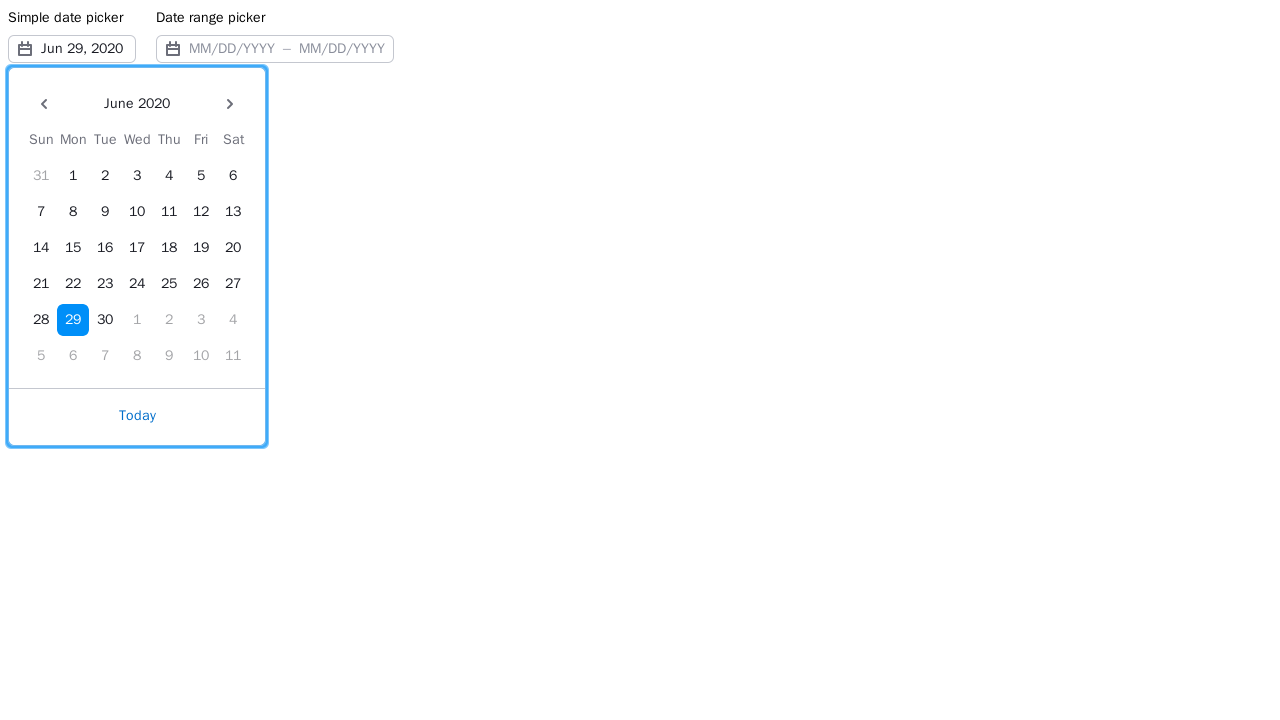 Simple date picker Date range picker
Jun 29, 2020 MM/DD/YYYY – MM/DD/YYYY
June 2020
Sun Mon Tue Wed Thu Fri Sat
31 1 2 3 4 5 6
7 8 9 10 11 12 13
14 15 16 17 18 19 20
21 22 23 24 25 26 27
28 29 30 1 2 3 4
5 6 7 8 9 10 11
Today